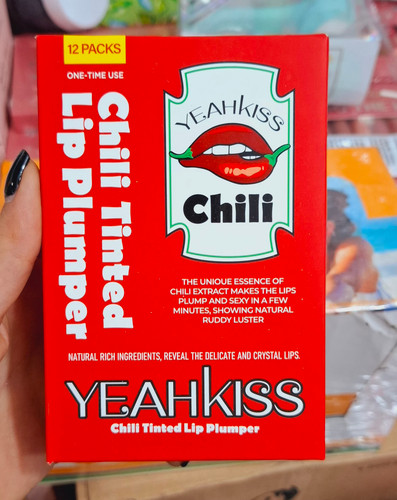 12 PACKS
ONE-TIME USE
Chili Tinted
Lip Plumper
YEAHKISS
Chili
THE UNIOUE ESSENCE OF
CHILI EXTRACT MAKES THE LIPS
PLUMP AND SEXY IN A FEW
MINUTES, SHOWING NATURAL
RUDDY LUSTER
NATURAL RICH INGREDIENTS, REVEAL THE DELICATE AND CRYSTAL LIPS.
YEAHKISS
Chili Tinted Lip Plumper